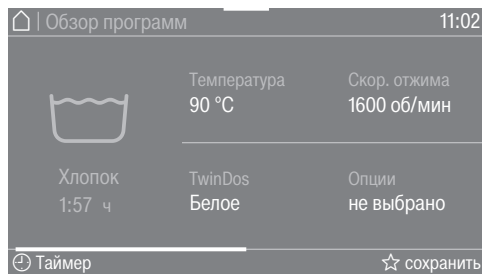 | Обзор программ 11:02
Температура Скор. отжима
90 °C 1600 об/мин
Хлопок TwinDos Опции
1:57 ч Белое не выбрано
Таймер сохранить